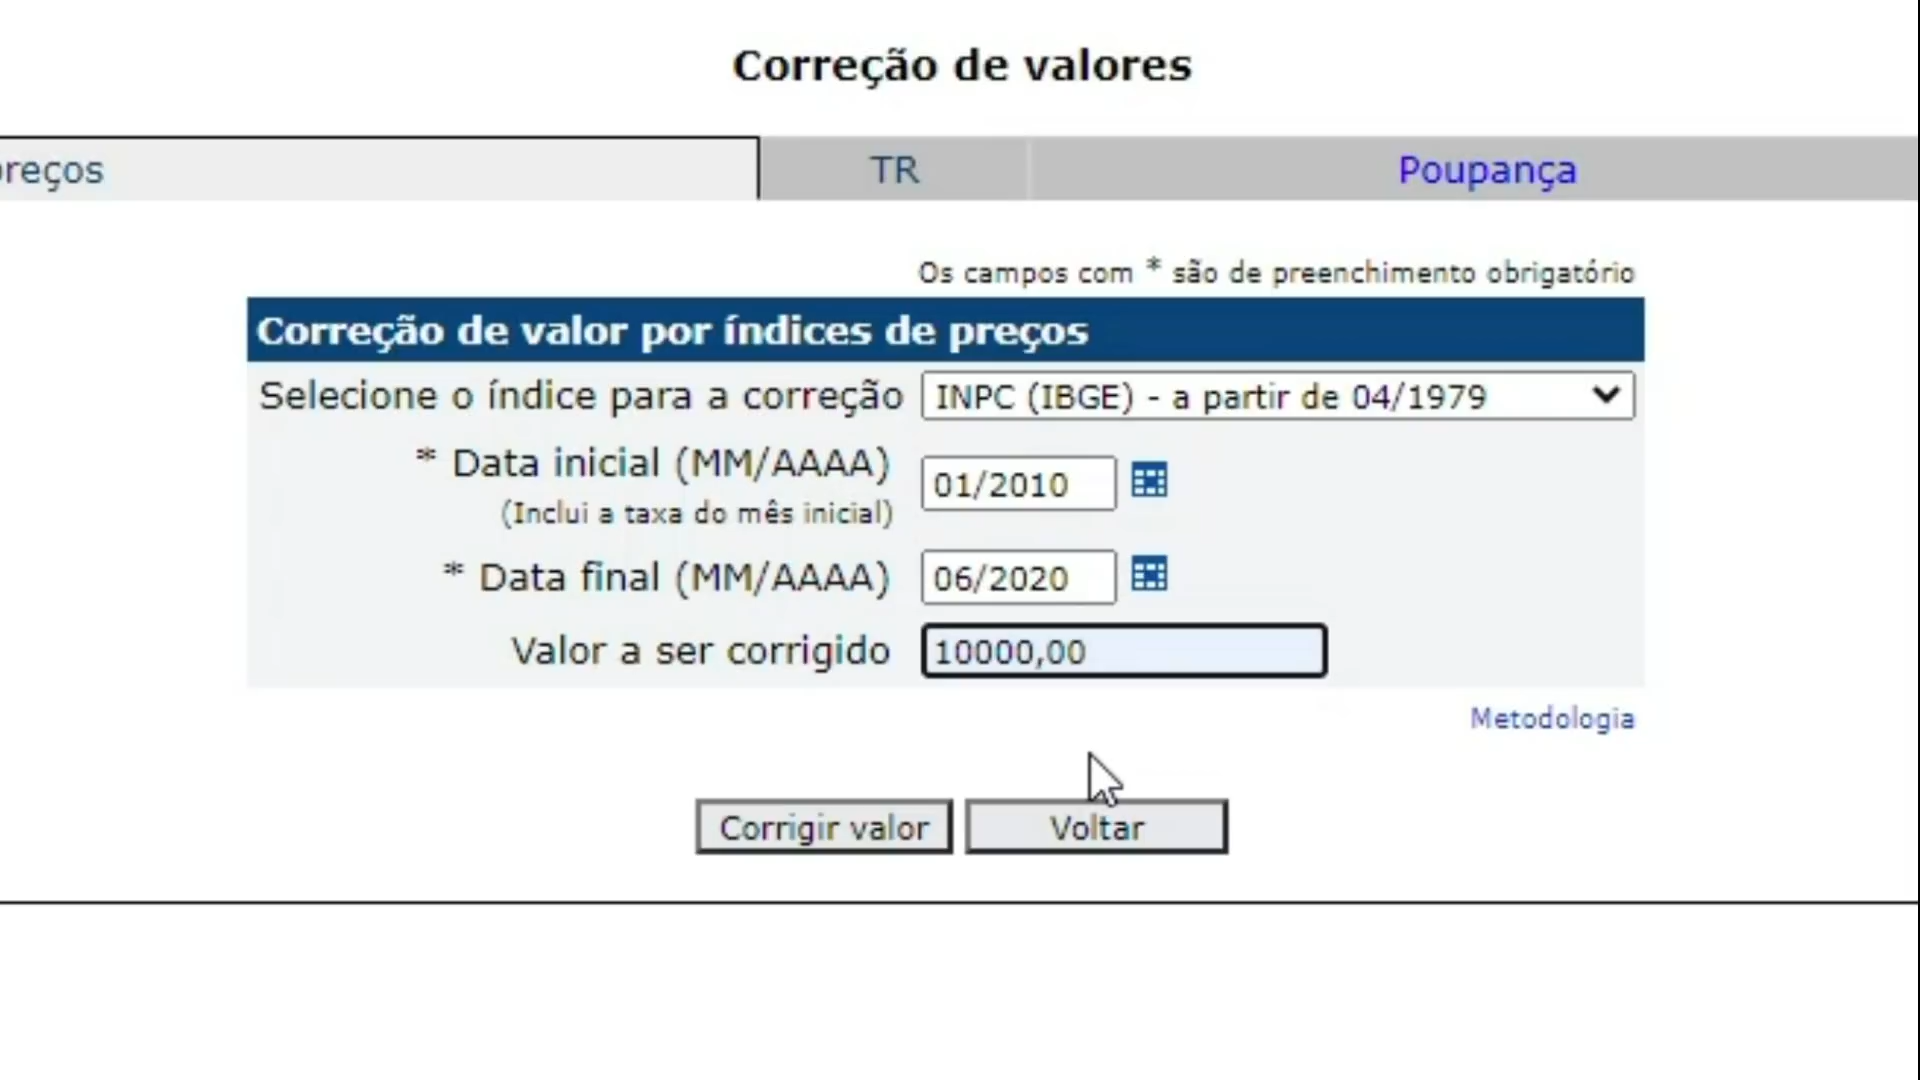 Correção de valores
preços
TR
Poupança
Os campos com * são de preenchimento obrigatório
Correção de valor por índices de preços
Selecione o índice para a correção INPC (IBGE) - a partir de 04/1979
* Data inicial (MM/AAAA) 01/2010
(Inclui a taxa do mês inicial)
* Data final (MM/AAAA) 06/2020
Valor a ser corrigido 10000,00
Metodologia
Corrigir valor Voltar